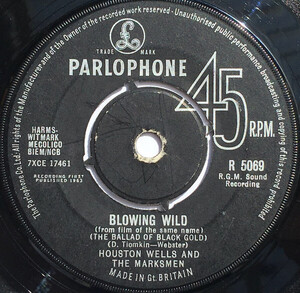 All rights of the Manufacturer and of the Owner of the recorded work reserved. Unauthorised public performance, broadcasting and copying of this record prohibited
The Parlophone Co. Ltd.
TRADE MARK
PARLOPHONE
45 R.P.M.
HARMS-
WITMARK
MECOLICO
BIEM/NCB
7XCE 17461
RECORDING FIRST
PUBLISHED 1963
R 5069
R.G.M. Sound
Recording
BLOWING WILD
(from film of the same name)
(THE BALLAD OF BLACK GOLD)
(D. Tiomkin–Webster)
HOUSTON WELLS AND
THE MARKSMEN
MADE IN Gt. BRITAIN